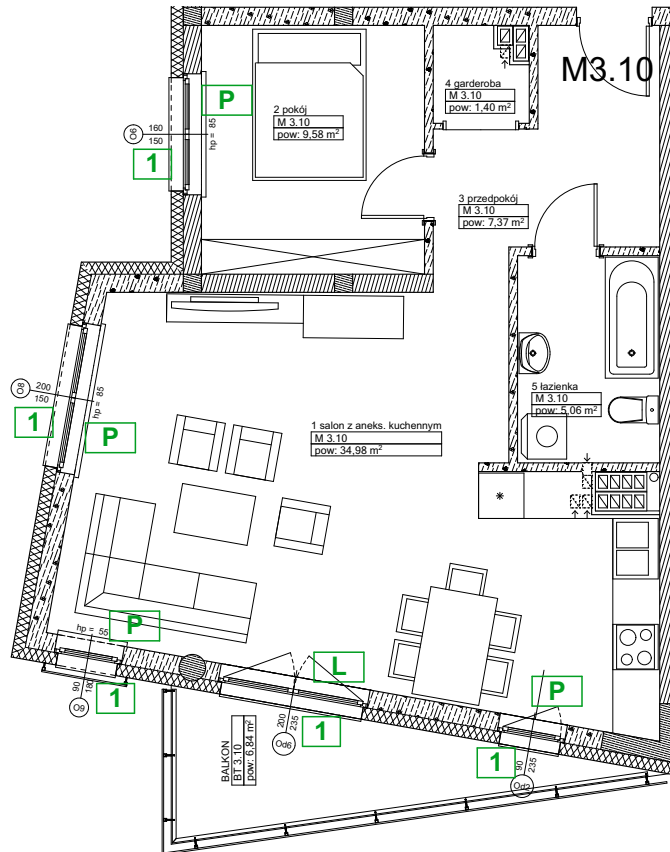 M3.10
4 garderoba
M 3.10
pow: 1,40 m²
P
2 pokój
M 3.10
pow: 9,58 m²
O6
160
150
hp = 85
1
3 przedpokój
M 3.10
pow: 7,37 m²
O8
200
150
hp = 85
1
P
5 łazienka
M 3.10
pow: 5,06 m²
1 salon z aneks. kuchennym
M 3.10
pow: 34,98 m²
P
hp = 55
O9
90
180
1
L
Od6
200
235
1
P
Od2
90
235
1
BALKON
BT 3.10
pow: 6,84 m²